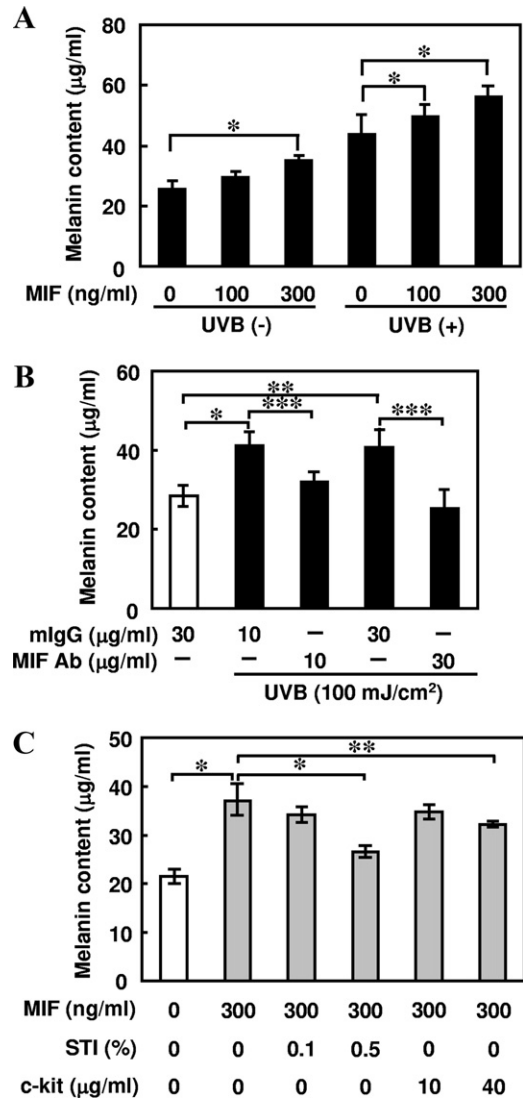 A
Melanin content (µg/ml)
80
60
40
20
0
*
*
*
MIF (ng/ml) 0 100 300 0 100 300
UVB (-) UVB (+)
B
Melanin content (µg/ml)
60
40
20
0
**
* *** ***
mIgG (µg/ml) 30 10 – 30 –
MIF Ab (µg/ml) – – 10 – 30
UVB (100 mJ/cm²)
C
Melanin content (µg/ml)
50
40
30
20
10
0
**
* *
MIF (ng/ml) 0 300 300 300 300 300
STI (%) 0 0 0.1 0.5 0 0
c-kit (µg/ml) 0 0 0 0 10 40